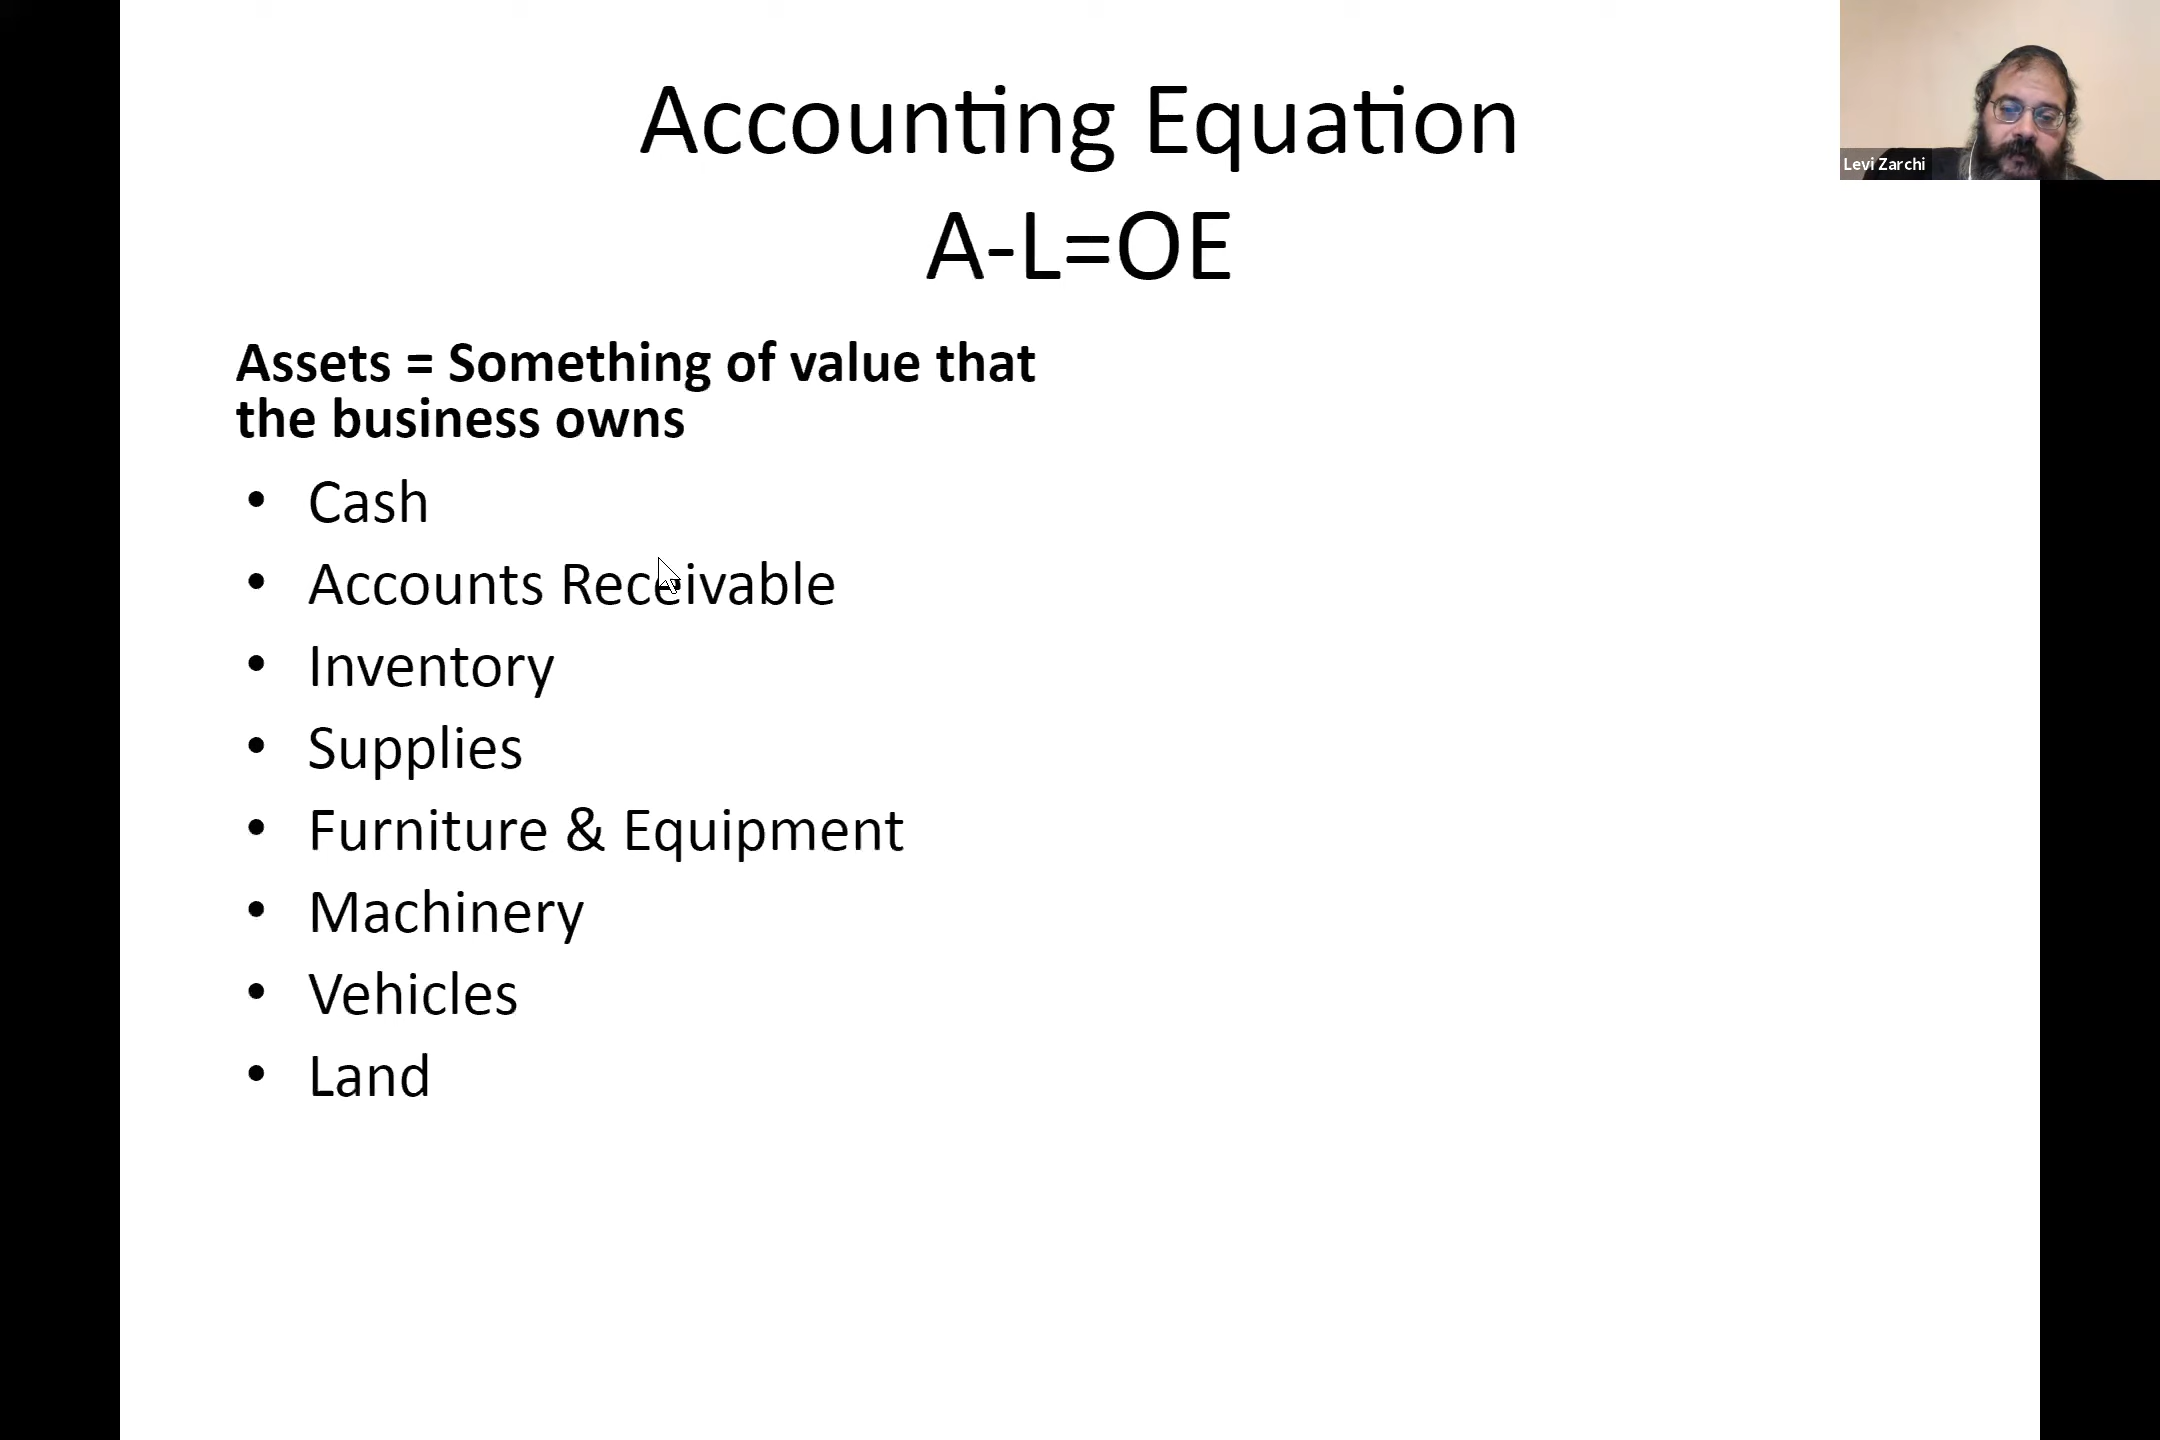 Accounting Equation
A-L=OE
Levi Zarchi
Assets = Something of value that
the business owns
• Cash
• Accounts Receivable
• Inventory
• Supplies
• Furniture & Equipment
• Machinery
• Vehicles
• Land